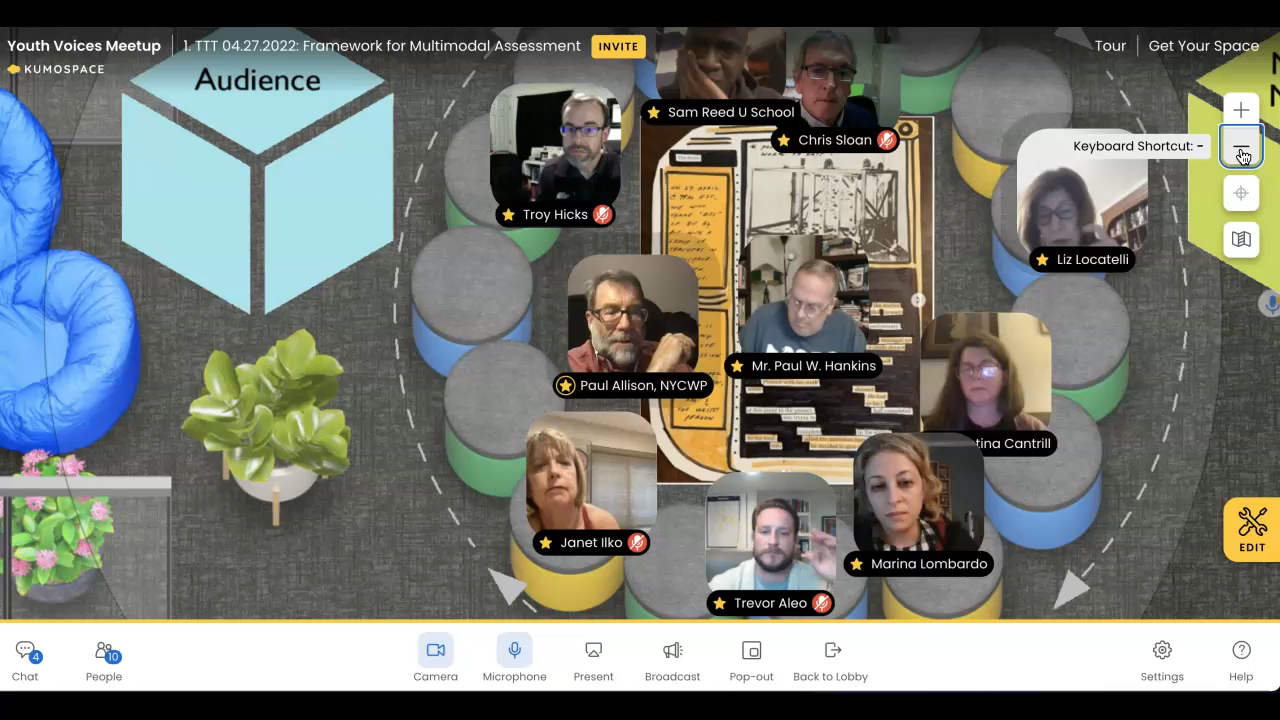 Youth Voices Meetup
1. TTT 04.27.2022: Framework for Multimodal Assessment
INVITE
Tour
Get Your Space
KUMOSPACE
Audience
Sam Reed U School
Chris Sloan
Keyboard Shortcut: -
Troy Hicks
Liz Locatelli
Mr. Paul W. Hankins
Paul Allison, NYCWP
tina Cantrill
Janet Ilko
Marina Lombardo
Trevor Aleo
EDIT
4
10
Chat
People
Camera
Microphone
Present
Broadcast
Pop-out
Back to Lobby
Settings
Help